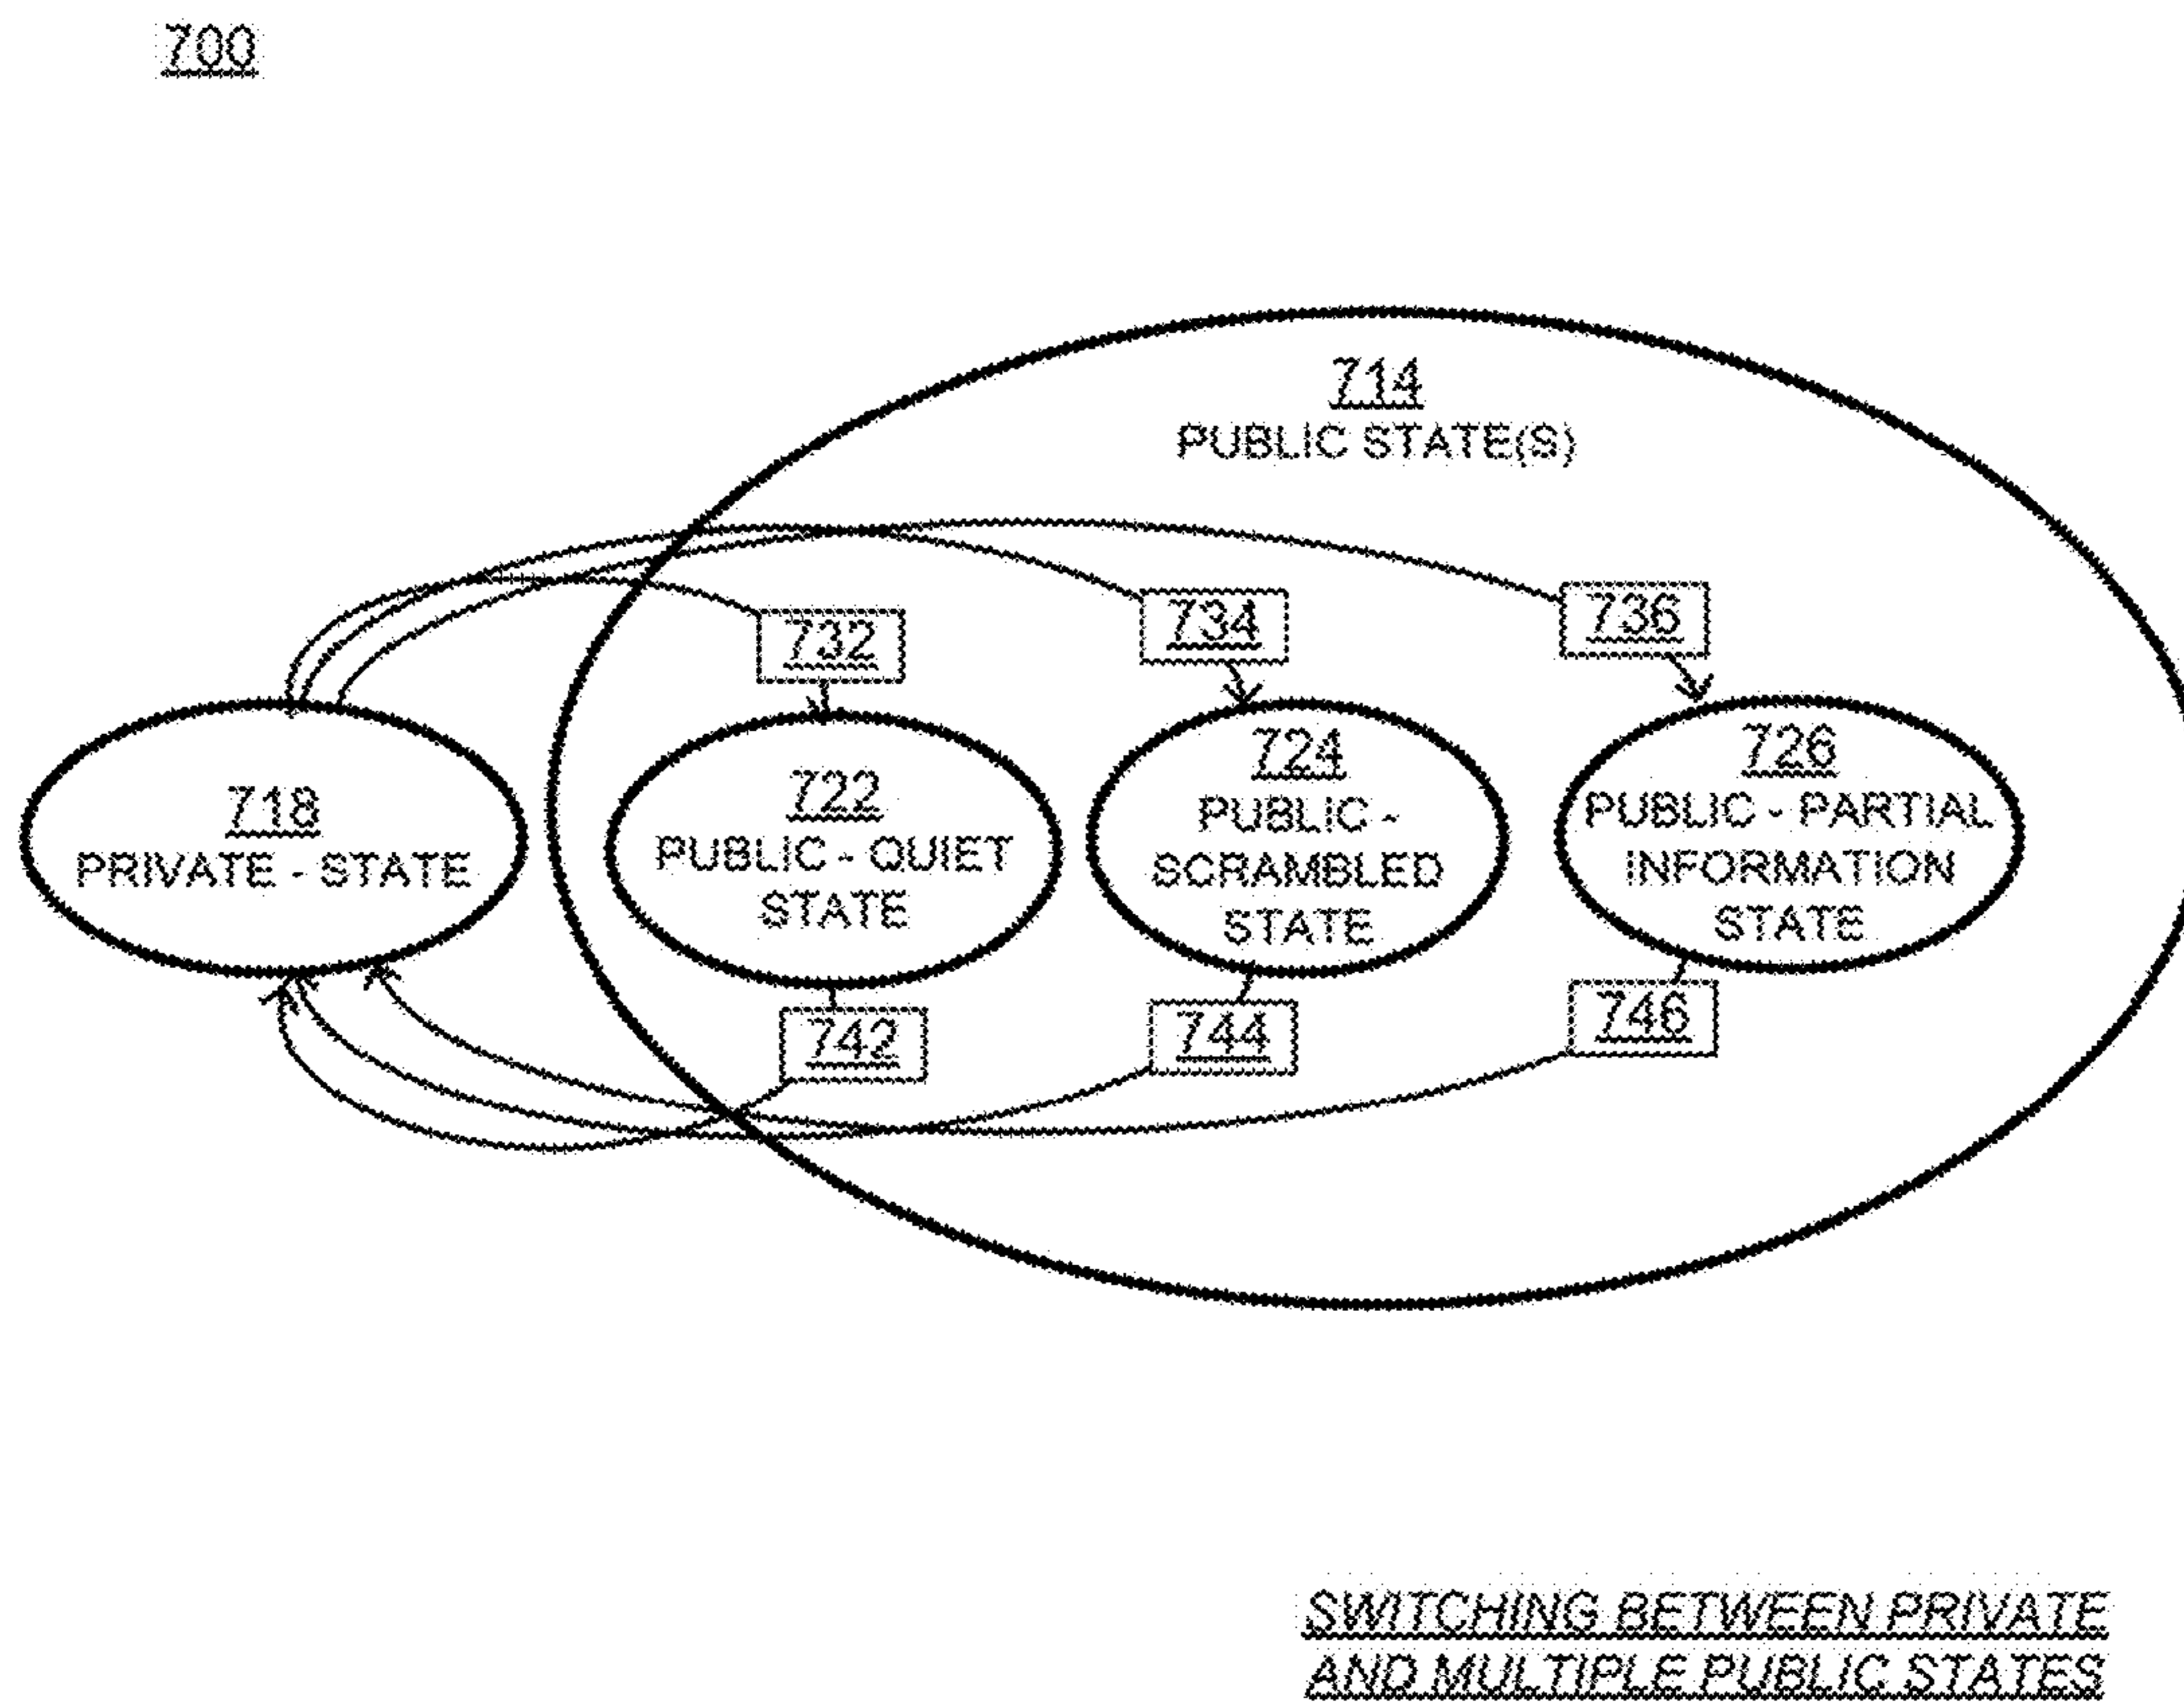 700
714
PUBLIC STATE(S)
732
734
736
718
PRIVATE - STATE
722
PUBLIC - QUIET
STATE
724
PUBLIC -
SCRAMBLED
STATE
726
PUBLIC - PARTIAL
INFORMATION
STATE
742
744
746
SWITCHING BETWEEN PRIVATE
AND MULTIPLE PUBLIC STATES